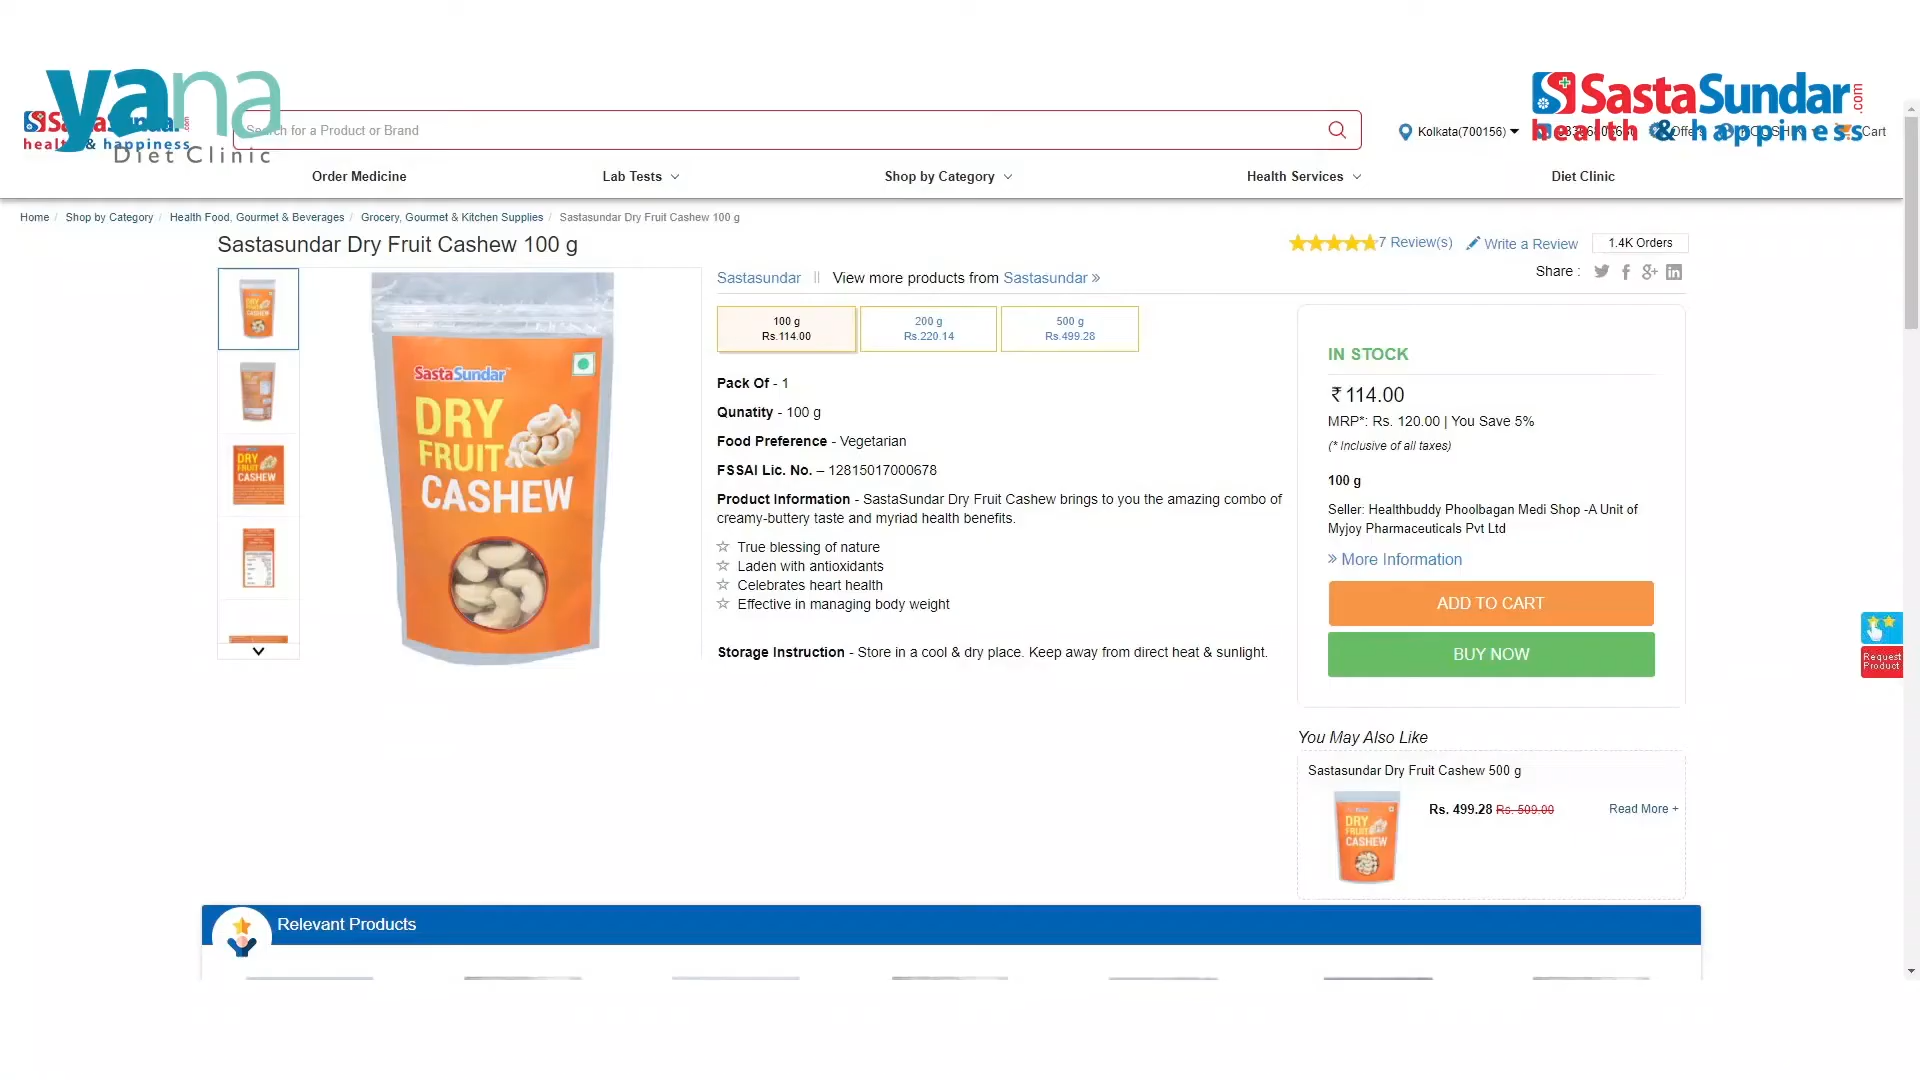 yana
Diet Clinic
SastaSundar.com
health & happiness
Search for a Product or Brand
Kolkata(700156)
Cart
Order Medicine
Lab Tests
Shop by Category
Health Services
Diet Clinic
Home / Shop by Category / Health Food, Gourmet & Beverages / Grocery, Gourmet & Kitchen Supplies / Sastasundar Dry Fruit Cashew 100 g
Sastasundar Dry Fruit Cashew 100 g
7 Review(s)
Write a Review
1.4K Orders
Share :
Sastasundar || View more products from Sastasundar »
100 g
Rs.114.00
200 g
Rs.220.14
500 g
Rs.499.28
SastaSundar
DRY
FRUIT
CASHEW
Pack Of - 1
Qunatity - 100 g
Food Preference - Vegetarian
FSSAI Lic. No. – 12815017000678
Product Information - SastaSundar Dry Fruit Cashew brings to you the amazing combo of
creamy-buttery taste and myriad health benefits.
☆ True blessing of nature
☆ Laden with antioxidants
☆ Celebrates heart health
☆ Effective in managing body weight
Storage Instruction - Store in a cool & dry place. Keep away from direct heat & sunlight.
IN STOCK
₹ 114.00
MRP*: Rs. 120.00 | You Save 5%
(* Inclusive of all taxes)
100 g
Seller: Healthbuddy Phoolbagan Medi Shop -A Unit of
Myjoy Pharmaceuticals Pvt Ltd
» More Information
ADD TO CART
BUY NOW
Request
Product
You May Also Like
Sastasundar Dry Fruit Cashew 500 g
DRY
FRUIT
CASHEW
Rs. 499.28 Rs. 509.00
Read More +
Relevant Products